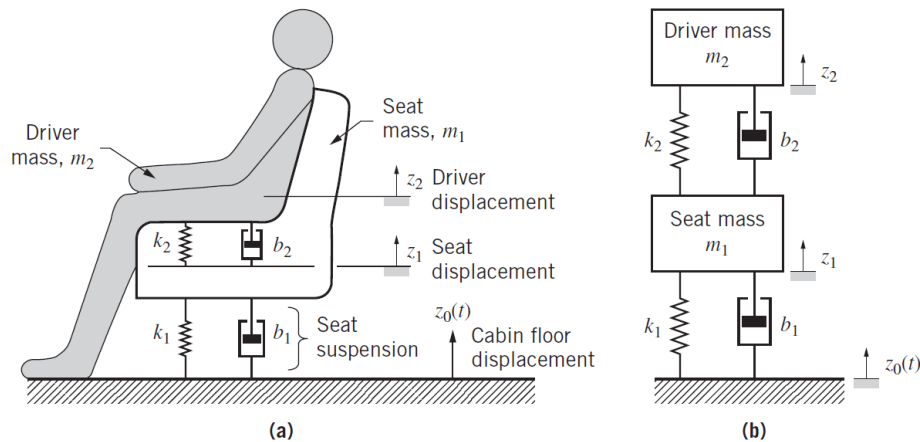 Driver
mass, m₂
Seat
mass, m₁
z₂ Driver
displacement
k₂
b₂
z₁ Seat
displacement
k₁
b₁
Seat
suspension
z₀(t)
Cabin floor
displacement
(a)
Driver mass
m₂
z₂
k₂
b₂
Seat mass
m₁
z₁
k₁
b₁
z₀(t)
(b)